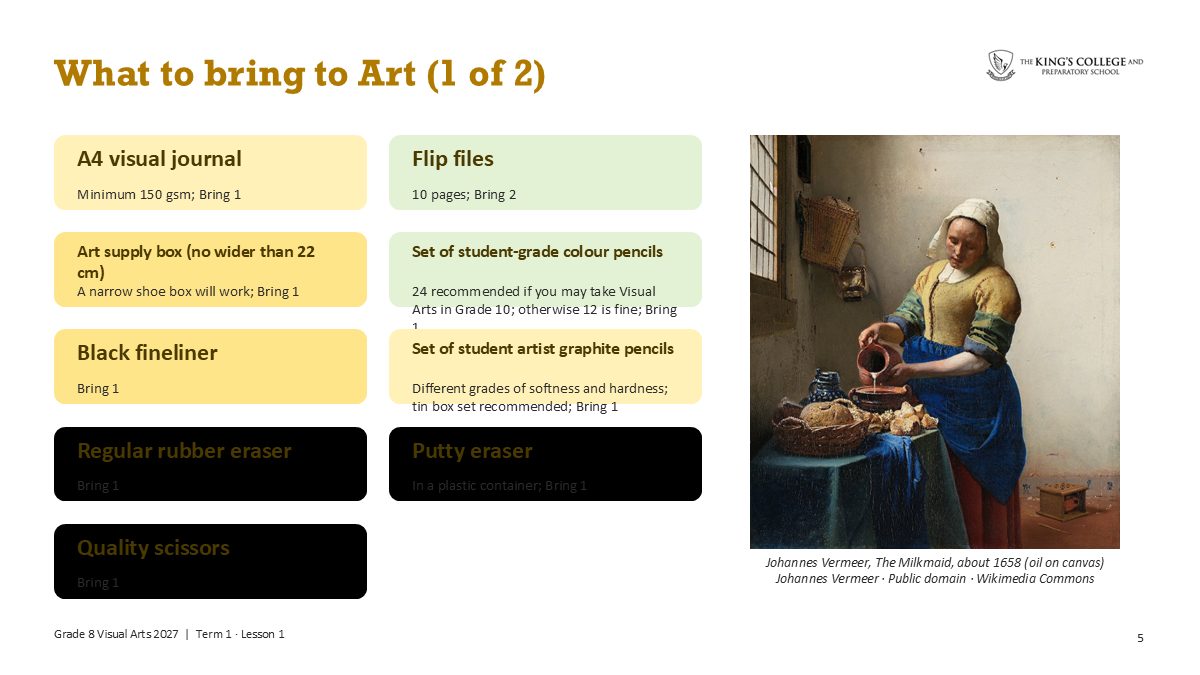 What to bring to Art (1 of 2)
THE KING'S COLLEGE AND
PREPARATORY SCHOOL
A4 visual journal
Minimum 150 gsm; Bring 1
Flip files
10 pages; Bring 2
Art supply box (no wider than 22
cm)
A narrow shoe box will work; Bring 1
Set of student-grade colour pencils
24 recommended if you may take Visual
Arts in Grade 10; otherwise 12 is fine; Bring
1
Black fineliner
Bring 1
Set of student artist graphite pencils
Different grades of softness and hardness;
tin box set recommended; Bring 1
Regular rubber eraser
Bring 1
Putty eraser
In a plastic container; Bring 1
Quality scissors
Bring 1
Johannes Vermeer, The Milkmaid, about 1658 (oil on canvas)
Johannes Vermeer · Public domain · Wikimedia Commons
Grade 8 Visual Arts 2027 | Term 1 · Lesson 1
5